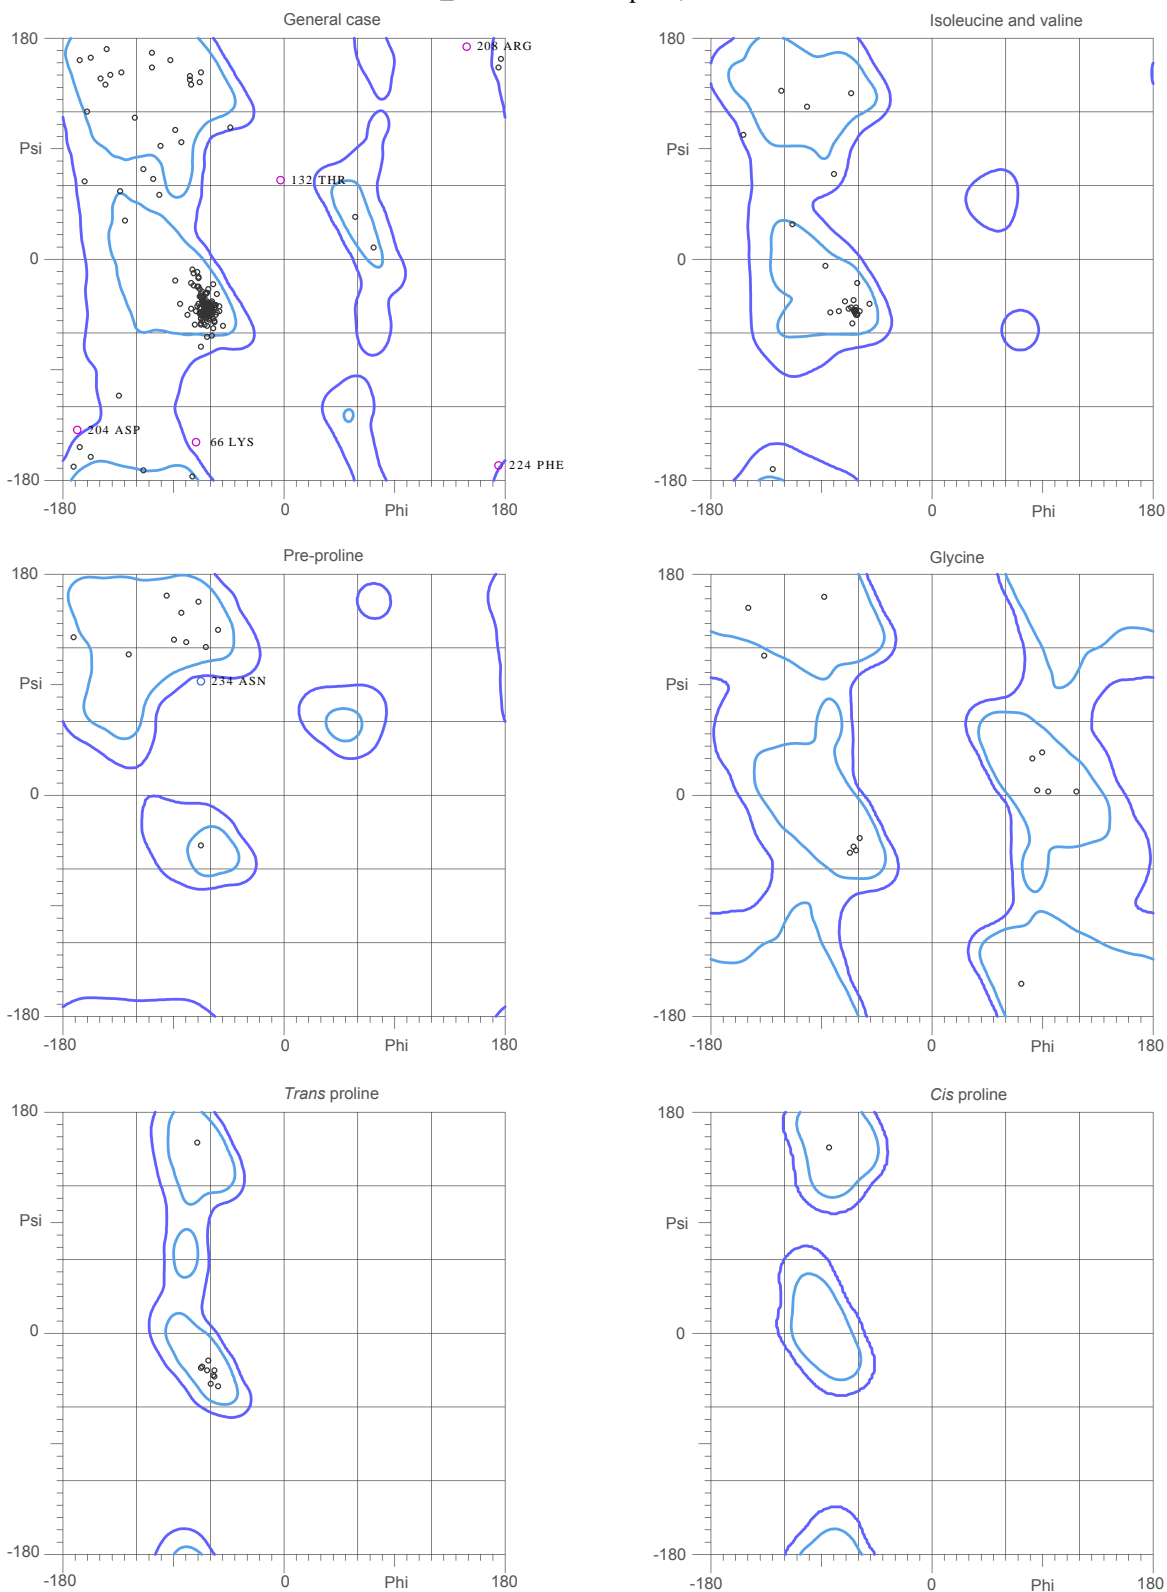 General case
180
Psi
0
-180
-180
0
Phi
180
208 ARG
132 THR
204 ASP
66 LYS
224 PHE
Isoleucine and valine
180
Psi
0
-180
-180
0
Phi
180
Pre-proline
180
Psi
0
-180
-180
0
Phi
180
234 ASN
Glycine
180
Psi
0
-180
-180
0
Phi
180
Trans proline
180
Psi
0
-180
-180
0
Phi
180
Cis proline
180
Psi
0
-180
-180
0
Phi
180